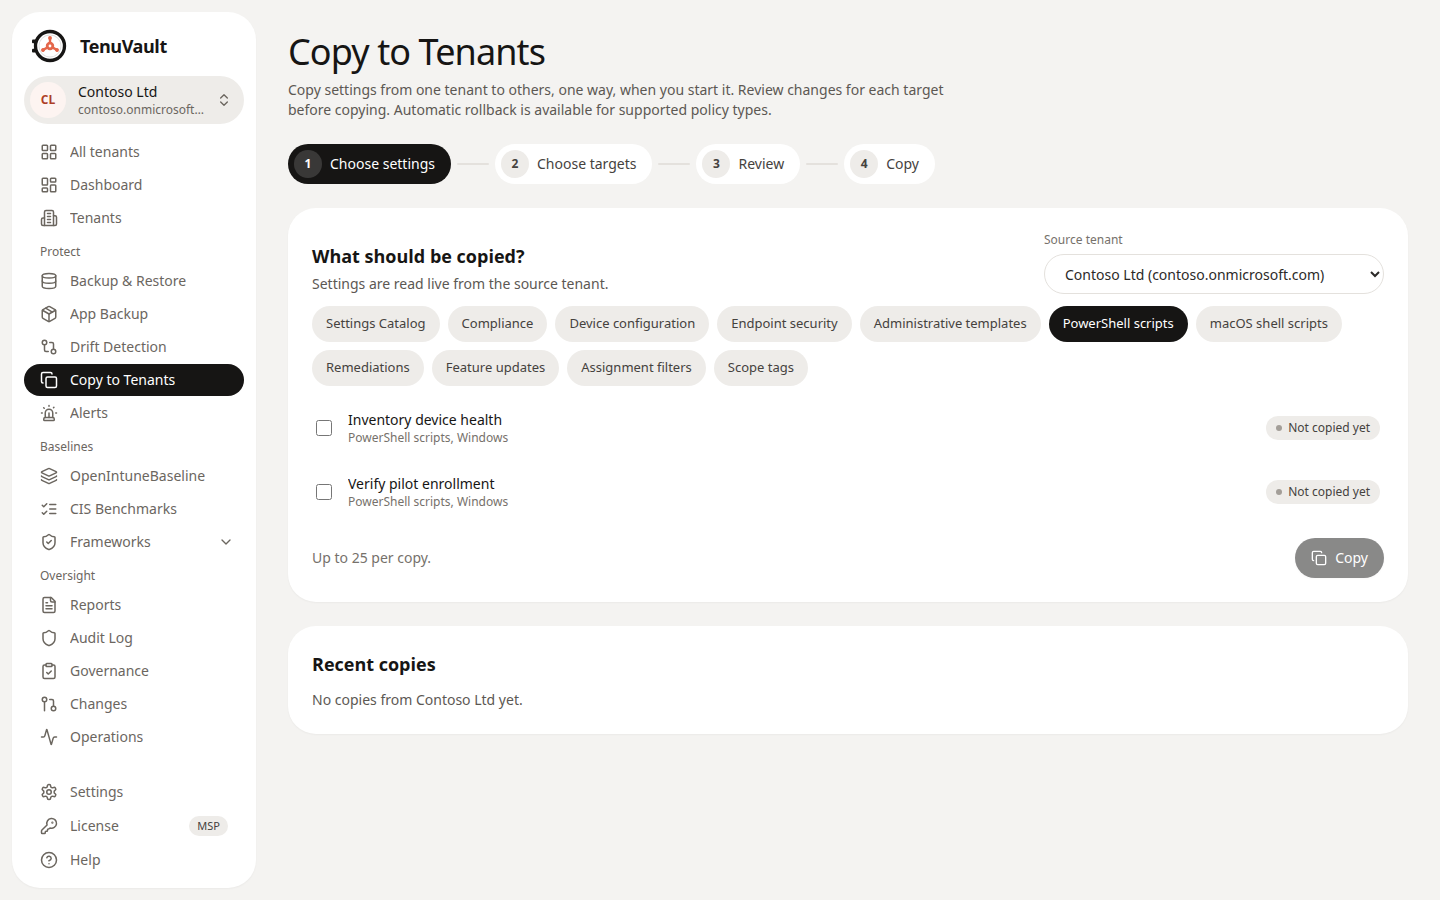 TenuVault
CL
Contoso Ltd
contoso.onmicrosoft...
All tenants
Dashboard
Tenants
Protect
Backup & Restore
App Backup
Drift Detection
Copy to Tenants
Alerts
Baselines
OpenIntuneBaseline
CIS Benchmarks
Frameworks
Oversight
Reports
Audit Log
Governance
Changes
Operations
Settings
License MSP
Help
Copy to Tenants
Copy settings from one tenant to others, one way, when you start it. Review changes for each target
before copying. Automatic rollback is available for supported policy types.
1 Choose settings 2 Choose targets 3 Review 4 Copy
What should be copied?
Settings are read live from the source tenant.
Source tenant
Contoso Ltd (contoso.onmicrosoft.com)
Settings Catalog Compliance Device configuration Endpoint security Administrative templates PowerShell scripts macOS shell scripts
Remediations Feature updates Assignment filters Scope tags
Inventory device health
PowerShell scripts, Windows
Not copied yet
Verify pilot enrollment
PowerShell scripts, Windows
Not copied yet
Up to 25 per copy.
Copy
Recent copies
No copies from Contoso Ltd yet.